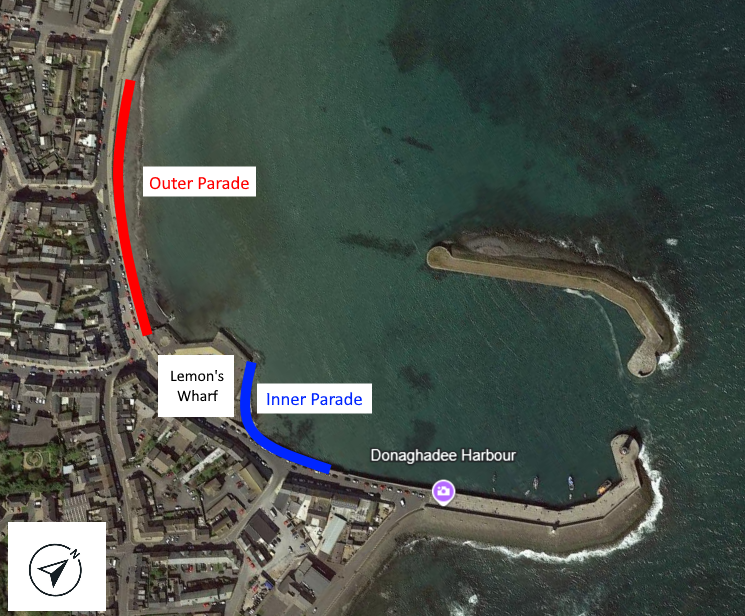 Outer Parade
Lemon's
Wharf
Inner Parade
Donaghadee Harbour
N